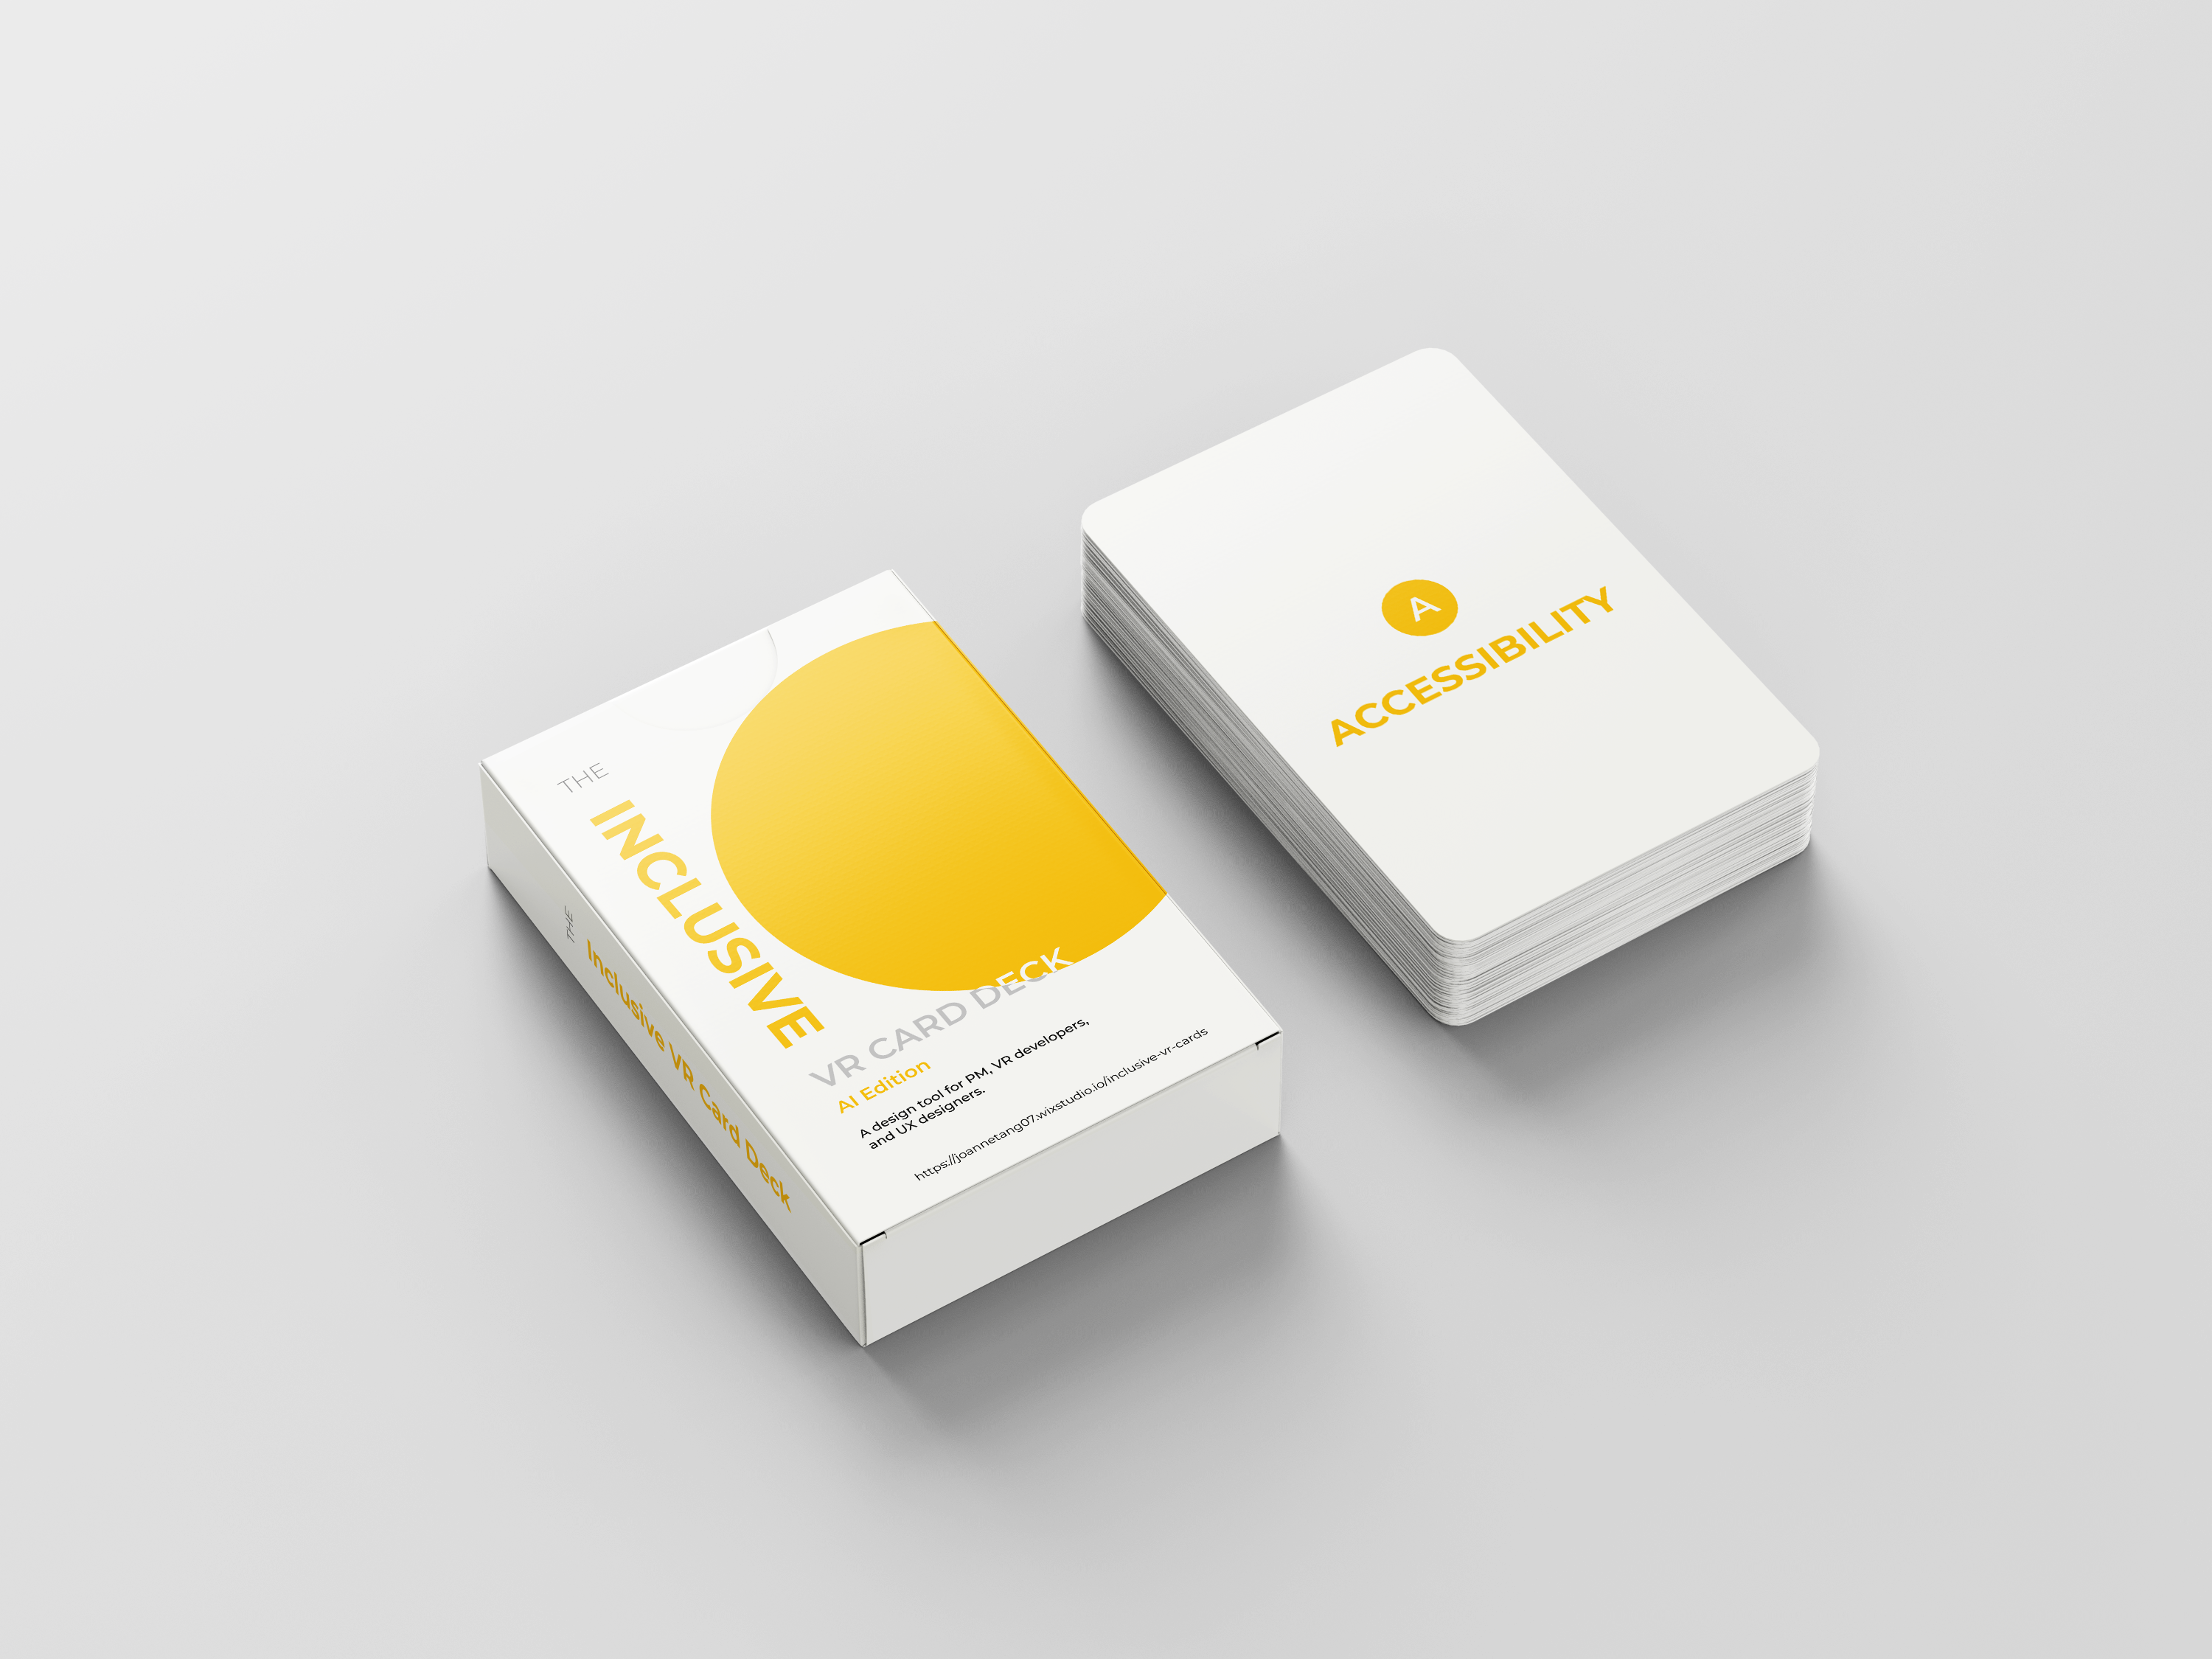 THE
INCLUSIVE
VR CARD DECK
AI Edition
A design tool for PM, VR developers,
and UX designers.
https://joannetang07.wixstudio.io/inclusive-vr-cards
THE
Inclusive VR Card Deck
A
ACCESSIBILITY